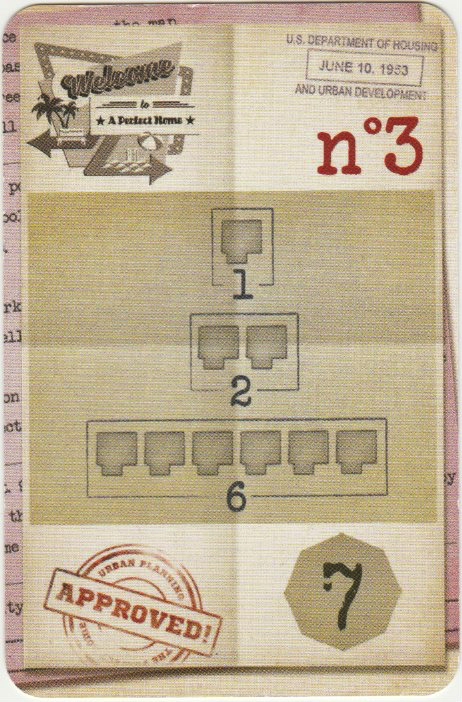 the man
U.S. DEPARTMENT OF HOUSING
JUNE 10, 1953
AND URBAN DEVELOPMENT
Welcome
to
★ A Perfect Home ★
n°3
1
2
6
URBAN PLANNING
APPROVED!
7